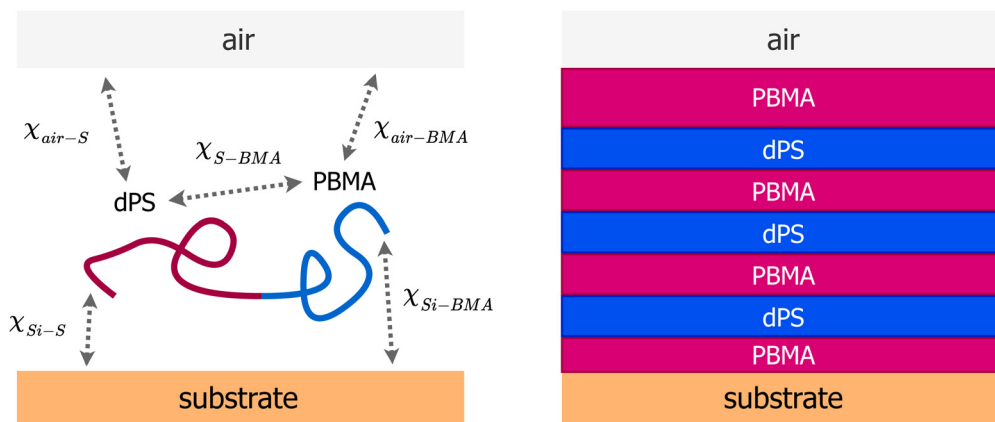 air
χair−S
χair−BMA
χS−BMA
dPS
PBMA
χSi−S
χSi−BMA
substrate
air
PBMA
dPS
PBMA
dPS
PBMA
dPS
PBMA
substrate